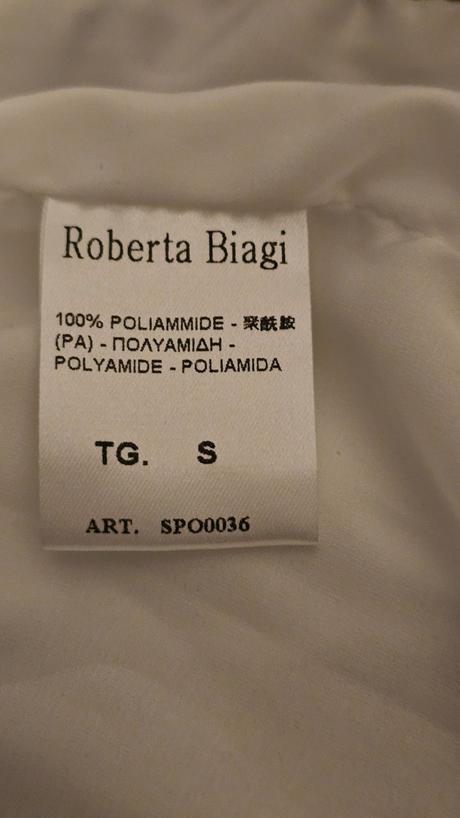 Roberta Biagi
100% POLIAMMIDE - 聚酰胺
(PA) - ΠΟΛΥΑΜΙΔΗ -
POLYAMIDE - POLIAMIDA
TG. S
ART. SPO0036